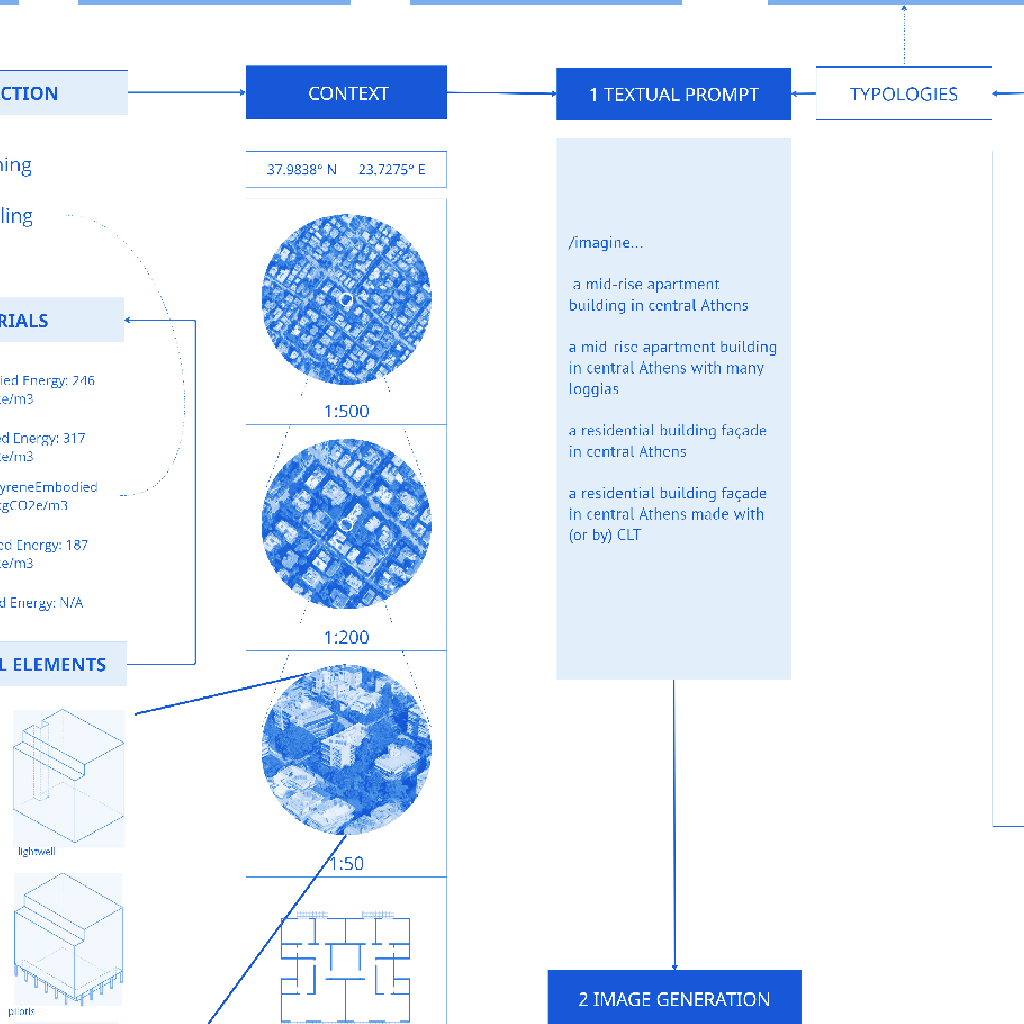 CTION
CONTEXT
1 TEXTUAL PROMPT
TYPOLOGIES
ning
ling
RIALS
ied Energy: 246
e/m3
ed Energy: 317
e/m3
yreneEmbodied
gCO2e/m3
ed Energy: 187
e/m3
d Energy: N/A
L ELEMENTS
lightwell
pilotis
37.9838° N 23.7275° E
1:500
1:200
1:50
/imagine...
a mid-rise apartment
building in central Athens
a mid rise apartment building
in central Athens with many
loggias
a residential building façade
in central Athens
a residential building façade
in central Athens made with
(or by) CLT
2 IMAGE GENERATION